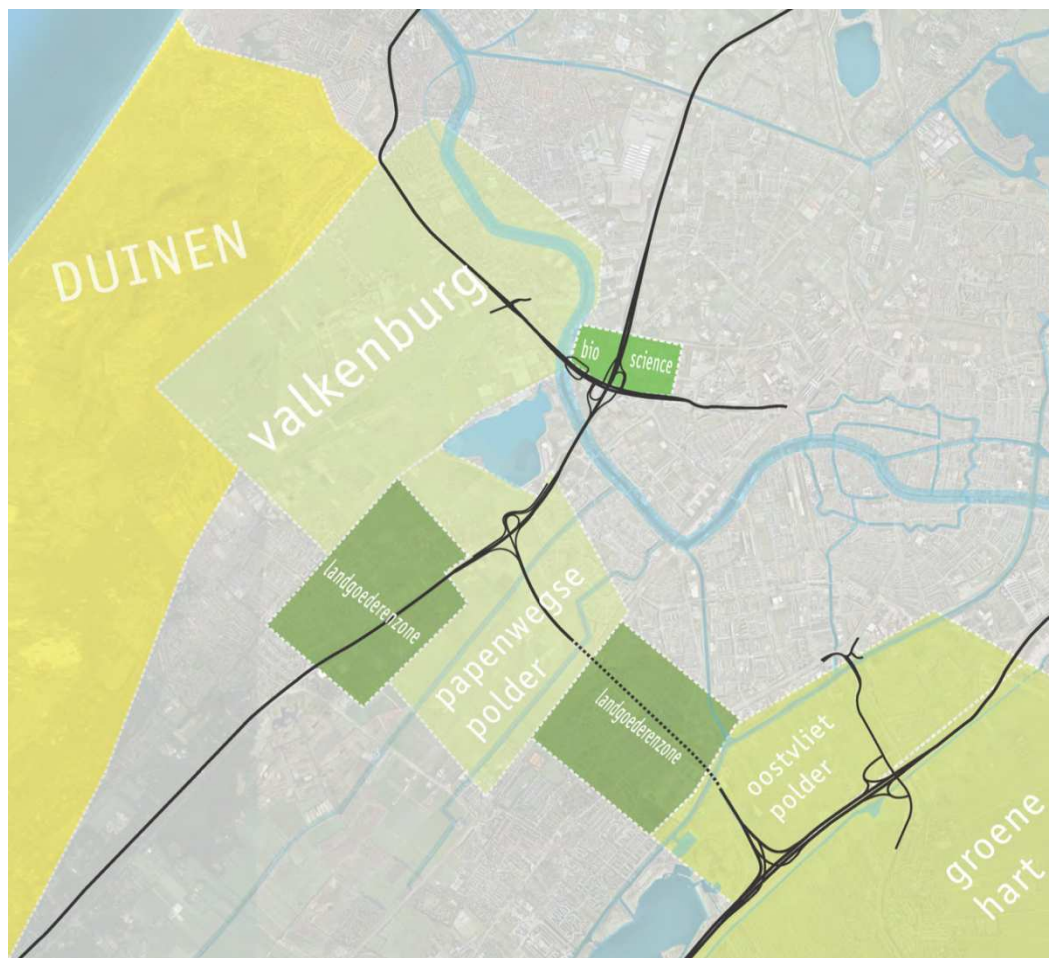 DUINEN
valkenburg
bio science
landgoederenzone
papenwegse
polder
landgoederenzone
oostvliet
polder
groene
hart